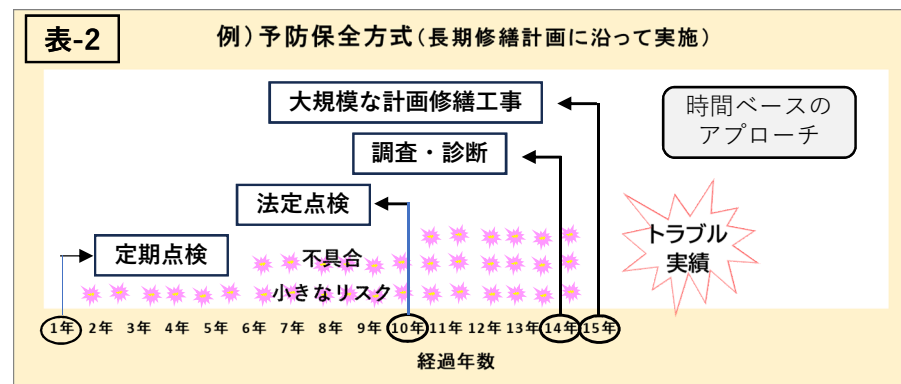 表-2
例）予防保全方式（長期修繕計画に沿って実施）
大規模な計画修繕工事
時間ベースの
アプローチ
調査・診断
法定点検
トラブル
実績
定期点検
不具合
小きなリスク
1年 2年 3年 4年 5年 6年 7年 8年 9年 10年 11年 12年 13年 14年 15年
経過年数